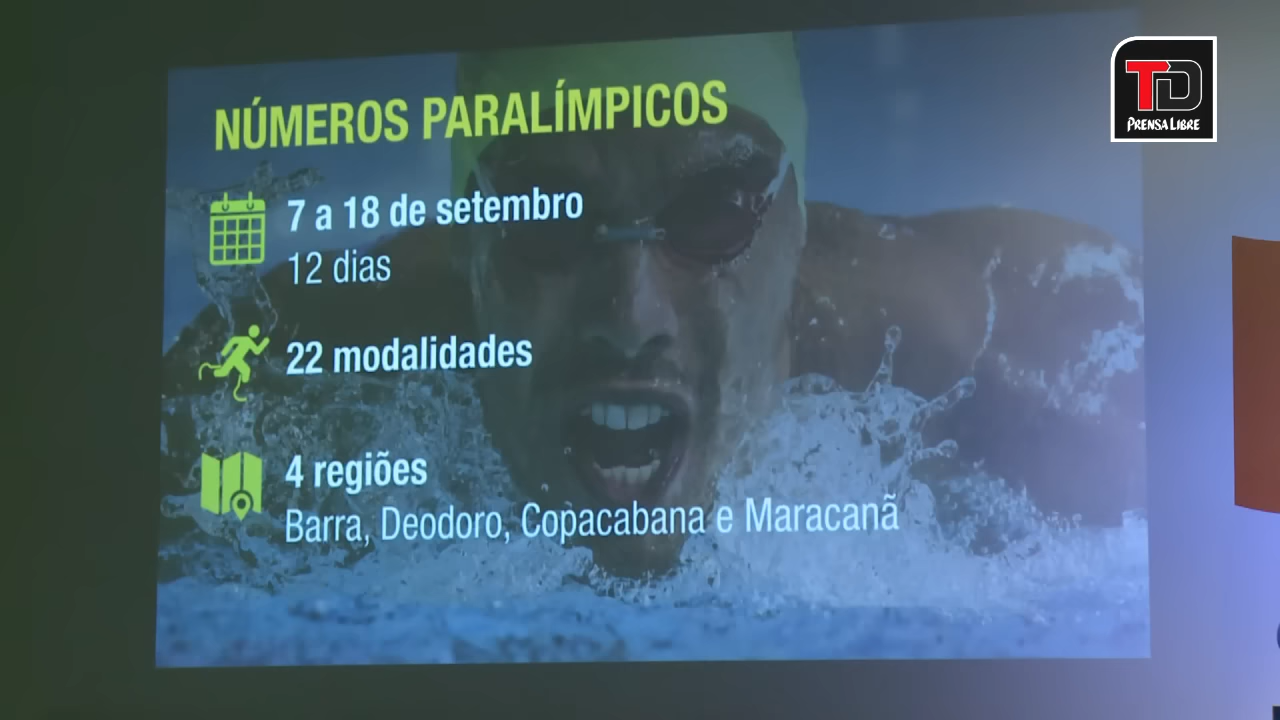 TD
PRENSA LIBRE
NÚMEROS PARALÍMPICOS
7 a 18 de setembro
12 dias
22 modalidades
4 regiões
Barra, Deodoro, Copacabana e Maracanã